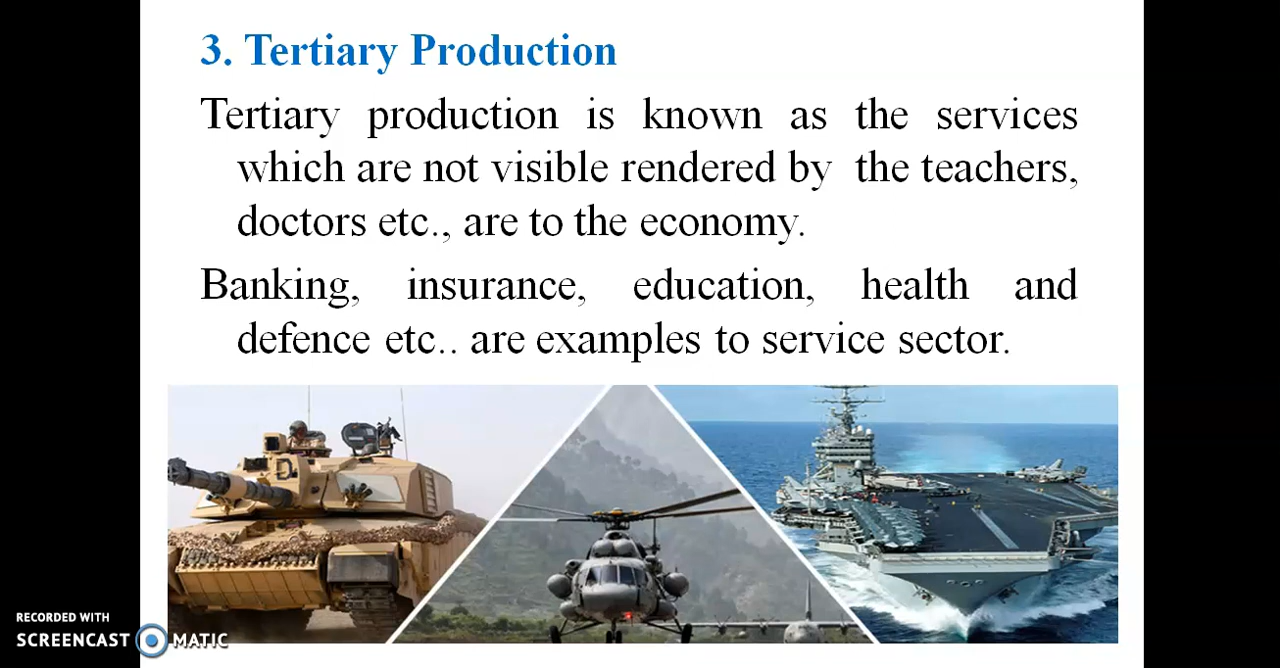 3. Tertiary Production
Tertiary production is known as the services
which are not visible rendered by the teachers,
doctors etc., are to the economy.
Banking, insurance, education, health and
defence etc.. are examples to service sector.
RECORDED WITH
SCREENCAST MATIC